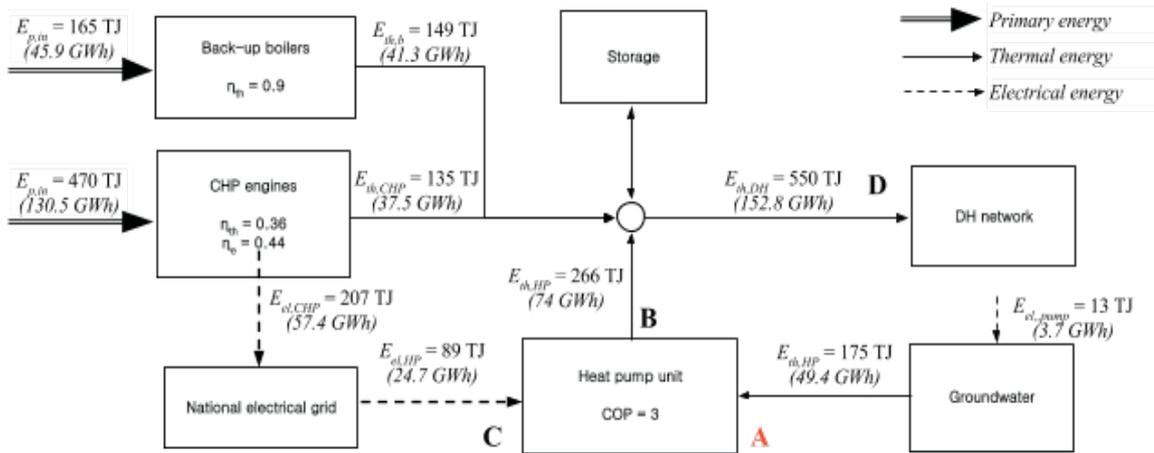 E_p,in = 165 TJ
(45.9 GWh)
Back-up boilers
η_th = 0.9
E_th,b = 149 TJ
(41.3 GWh)
Storage
Primary energy
Thermal energy
Electrical energy
E_p,in = 470 TJ
(130.5 GWh)
CHP engines
η_th = 0.36
η_e = 0.44
E_th,CHP = 135 TJ
(37.5 GWh)
E_th,DH = 550 TJ
(152.8 GWh)
D
DH network
E_el,CHP = 207 TJ
(57.4 GWh)
E_th,HP = 266 TJ
(74 GWh)
B
E_el,pump = 13 TJ
(3.7 GWh)
National electrical grid
E_el,HP = 89 TJ
(24.7 GWh)
C
Heat pump unit
COP = 3
A
E_th,HP = 175 TJ
(49.4 GWh)
Groundwater